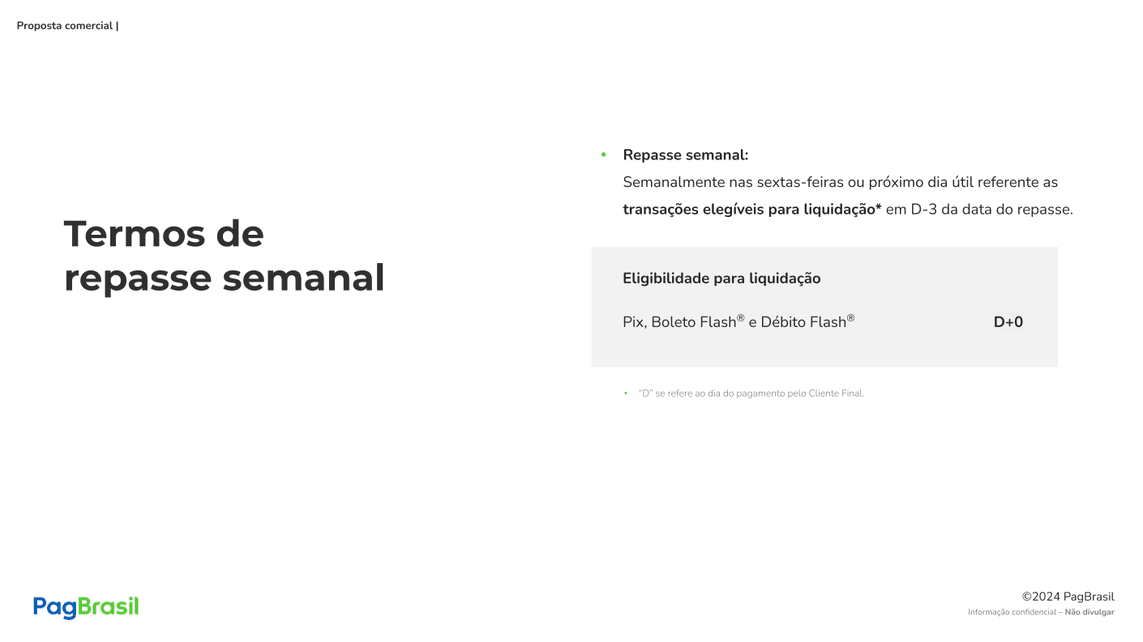 Proposta comercial |
Termos de
repasse semanal
• Repasse semanal:
Semanalmente nas sextas-feiras ou próximo dia útil referente as
transações elegíveis para liquidação* em D-3 da data do repasse.
Eligibilidade para liquidação
Pix, Boleto Flash® e Débito Flash® D+0
• “D” se refere ao dia do pagamento pelo Cliente Final.
PagBrasil
©2024 PagBrasil
Informação confidencial – Não divulgar